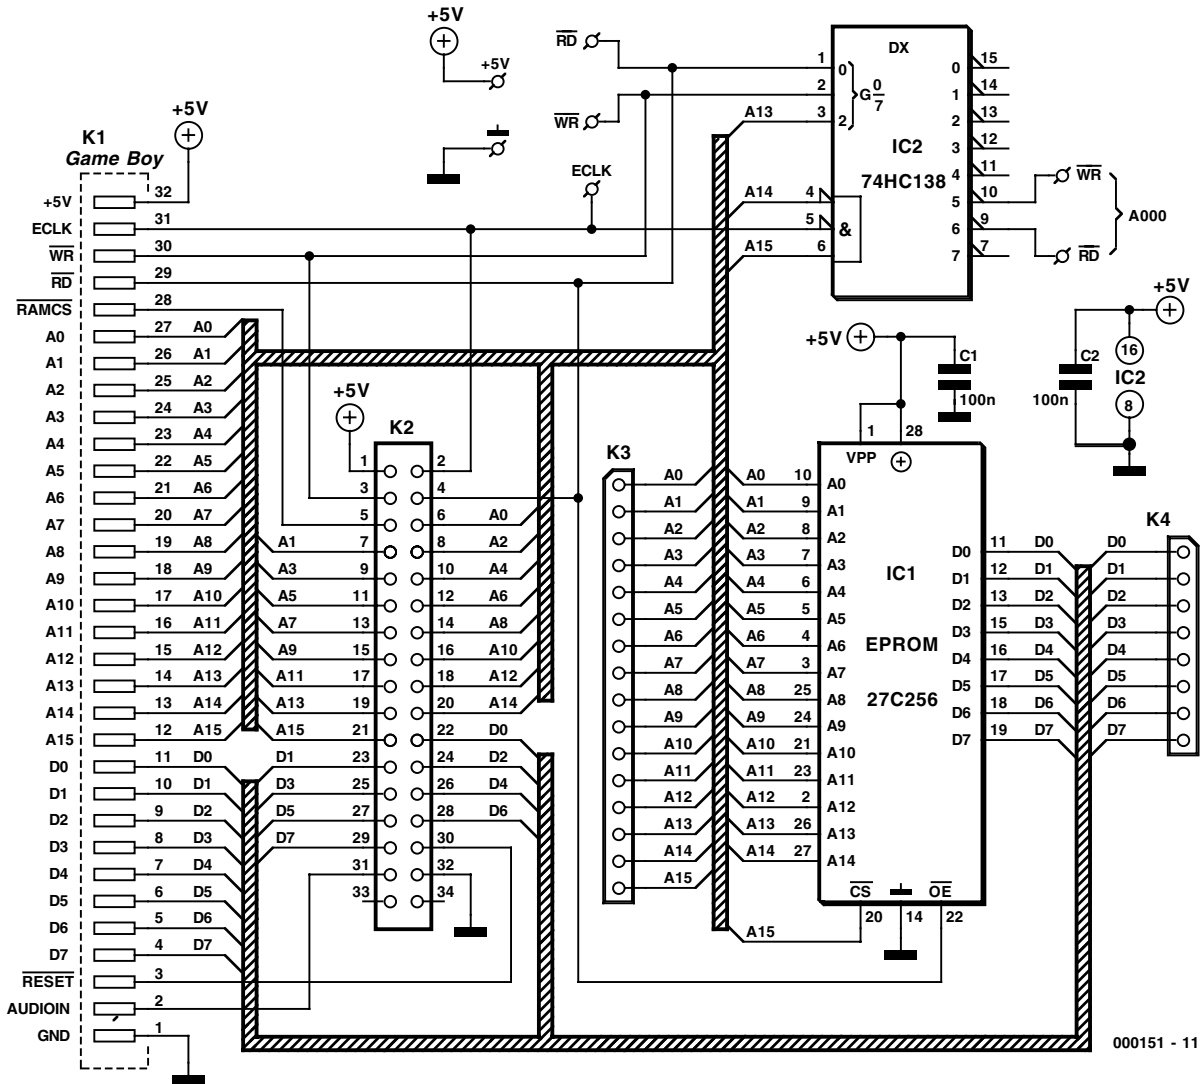 +5V
+5V
K1
Game Boy
+5V 32
ECLK 31
WR 30
RD 29
RAMCS 28
A0 27 A0
A1 26 A1
A2 25 A2
A3 24 A3
A4 23 A4
A5 22 A5
A6 21 A6
A7 20 A7
A8 19 A8
A9 18 A9
A10 17 A10
A11 16 A11
A12 15 A12
A13 14 A13
A14 13 A14
A15 12 A15
D0 11 D0
D1 10 D1
D2 9 D2
D3 8 D3
D4 7 D4
D5 6 D5
D6 5 D6
D7 4 D7
RESET 3
AUDIOIN 2
GND 1
+5V
RD
WR
ECLK
DX
1 0
2 G 0 7
A13 3 2
IC2
74HC138
A14 4
5 &
A15 6
0 15
1 14
2 13
3 12
4 11
5 10 WR
6 9 RD
7 7
A000
+5V
K2
1 2
3 4
5 6 A0
A1 7 8 A2
A3 9 10 A4
A5 11 12 A6
A7 13 14 A8
A9 15 16 A10
A11 17 18 A12
A13 19 20 A14
A15 21 22 D0
D1 23 24 D2
D3 25 26 D4
D5 27 28 D6
D7 29 30
31 32
33 34
K3
A0
A1
A2
A3
A4
A5
A6
A7
A8
A9
A10
A11
A12
A13
A14
A15
+5V
C1
100n
+5V
C2
100n
16
IC2
8
1 28
VPP
A0 10 A0
A1 9 A1
A2 8 A2
A3 7 A3
A4 6 A4
A5 5 A5
A6 4 A6
A7 3 A7
A8 25 A8
A9 24 A9
A10 21 A10
A11 23 A11
A12 2 A12
A13 26 A13
A14 27 A14
IC1
EPROM
27C256
CS OE
20 14 22
A15
K4
D0 11 D0 D0
D1 12 D1 D1
D2 13 D2 D2
D3 15 D3 D3
D4 16 D4 D4
D5 17 D5 D5
D6 18 D6 D6
D7 19 D7 D7
000151 - 11